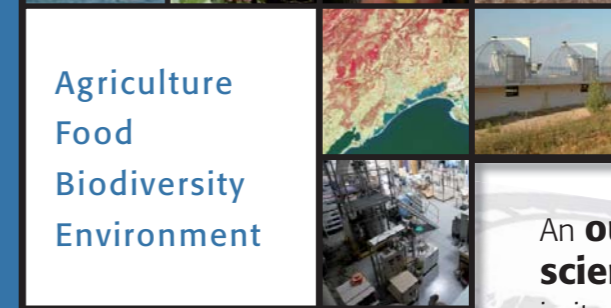 Agriculture
Food
Biodiversity
Environment
An